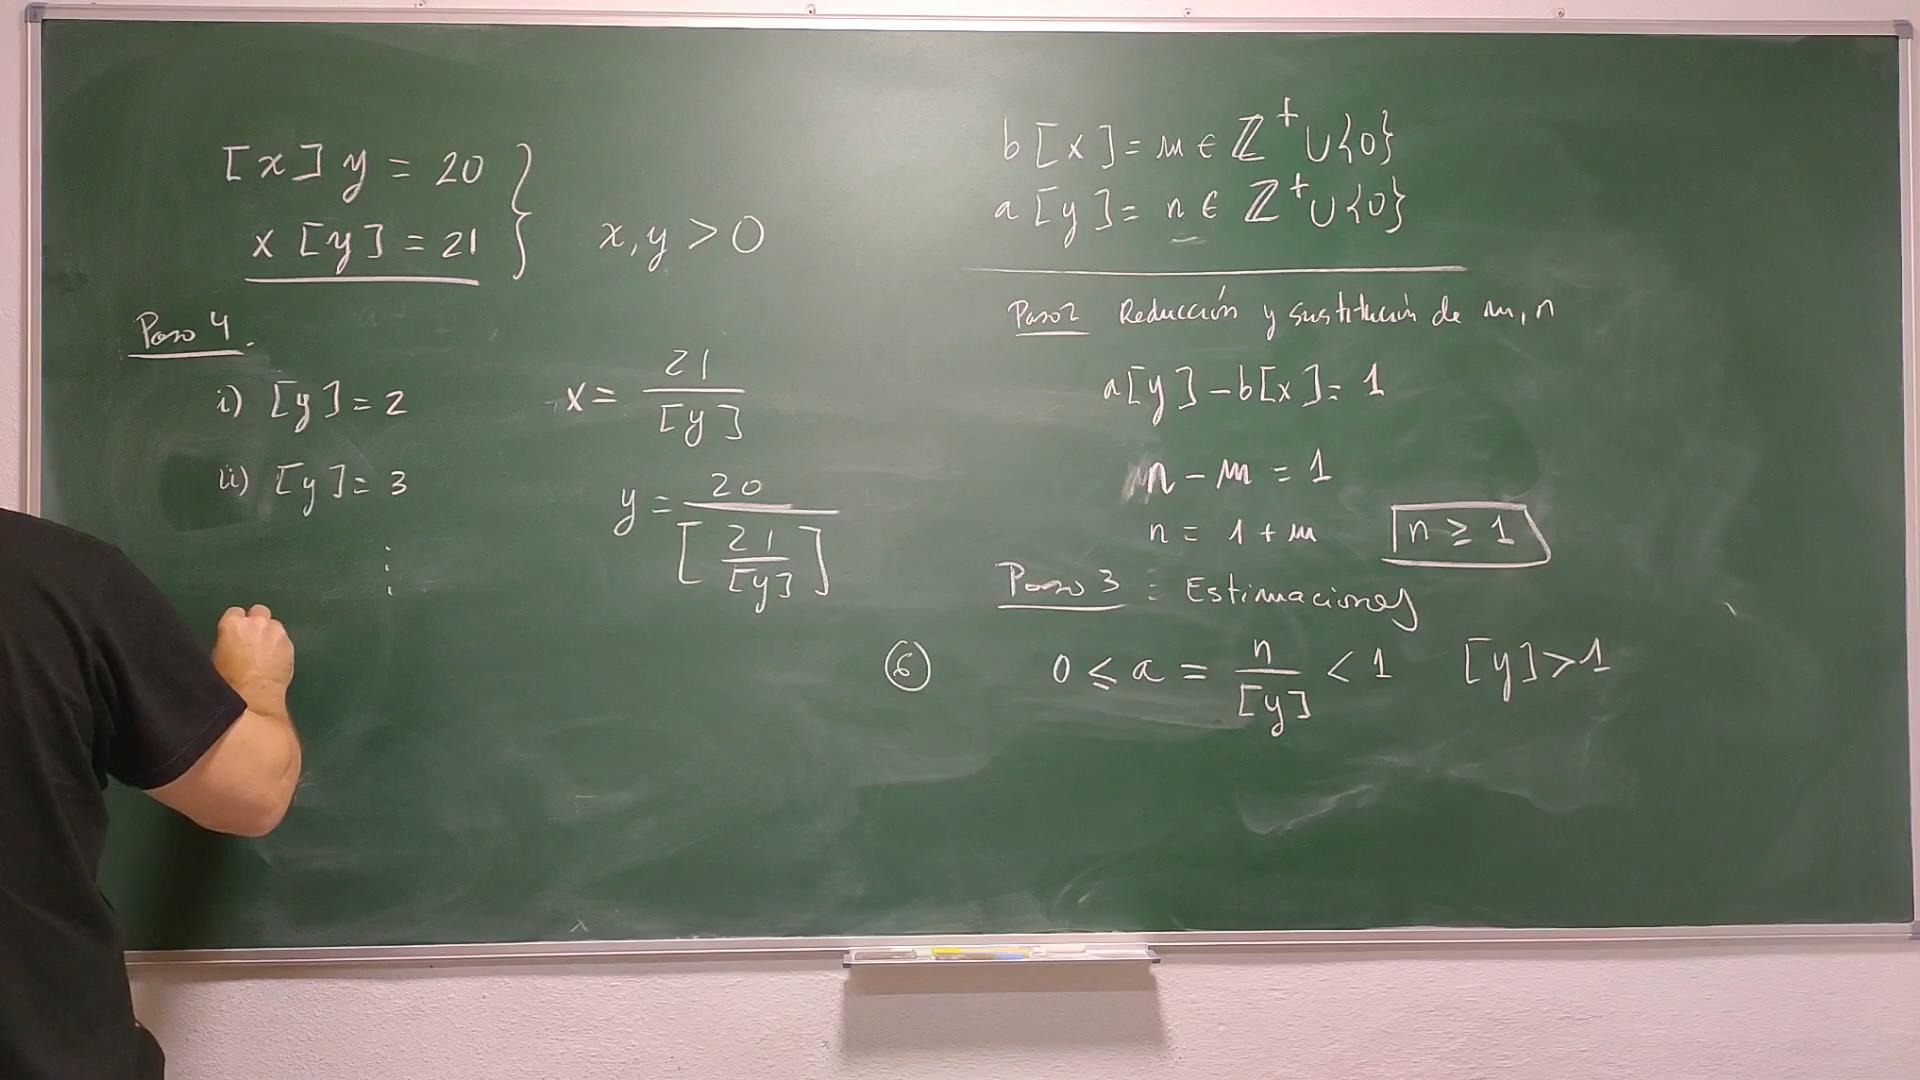 [x] y = 20
x [y] = 21 } x, y > 0
Paso 4.
i) [y] = 2
ii) [y] = 3
⋮
x = 21/[y]
y = 20/[21/[y]]
b [x] = m ∈ ℤ⁺ ∪ {0}
a [y] = n ∈ ℤ⁺ ∪ {0}
Paso 2 Reducción y sustitución de m, n
a[y] - b[x] = 1
n - m = 1
n = 1 + m n ≥ 1
Paso 3 : Estimaciones
⑥ 0 ≤ a = n/[y] < 1 [y] > 1